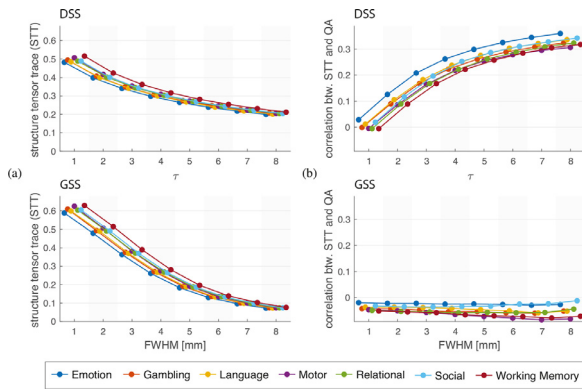 DSS
structure tensor trace (STT)
0.6
0.5
0.4
0.3
0.2
0.1
0
1 2 3 4 5 6 7 8
τ
(a)
DSS
correlation btw. STT and QA
0.3
0.2
0.1
0
1 2 3 4 5 6 7 8
τ
(b)
GSS
structure tensor trace (STT)
0.6
0.5
0.4
0.3
0.2
0.1
0
1 2 3 4 5 6 7 8
FWHM [mm]
GSS
correlation btw. STT and QA
0.3
0.2
0.1
0
1 2 3 4 5 6 7 8
FWHM [mm]
Emotion Gambling Language Motor Relational Social Working Memory